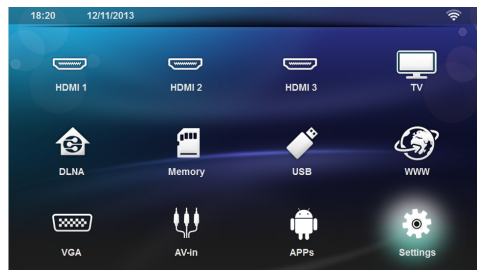 18:20 12/11/2013
HDMI 1 HDMI 2 HDMI 3 TV
DLNA Memory USB WWW
VGA AV-in APPs Settings